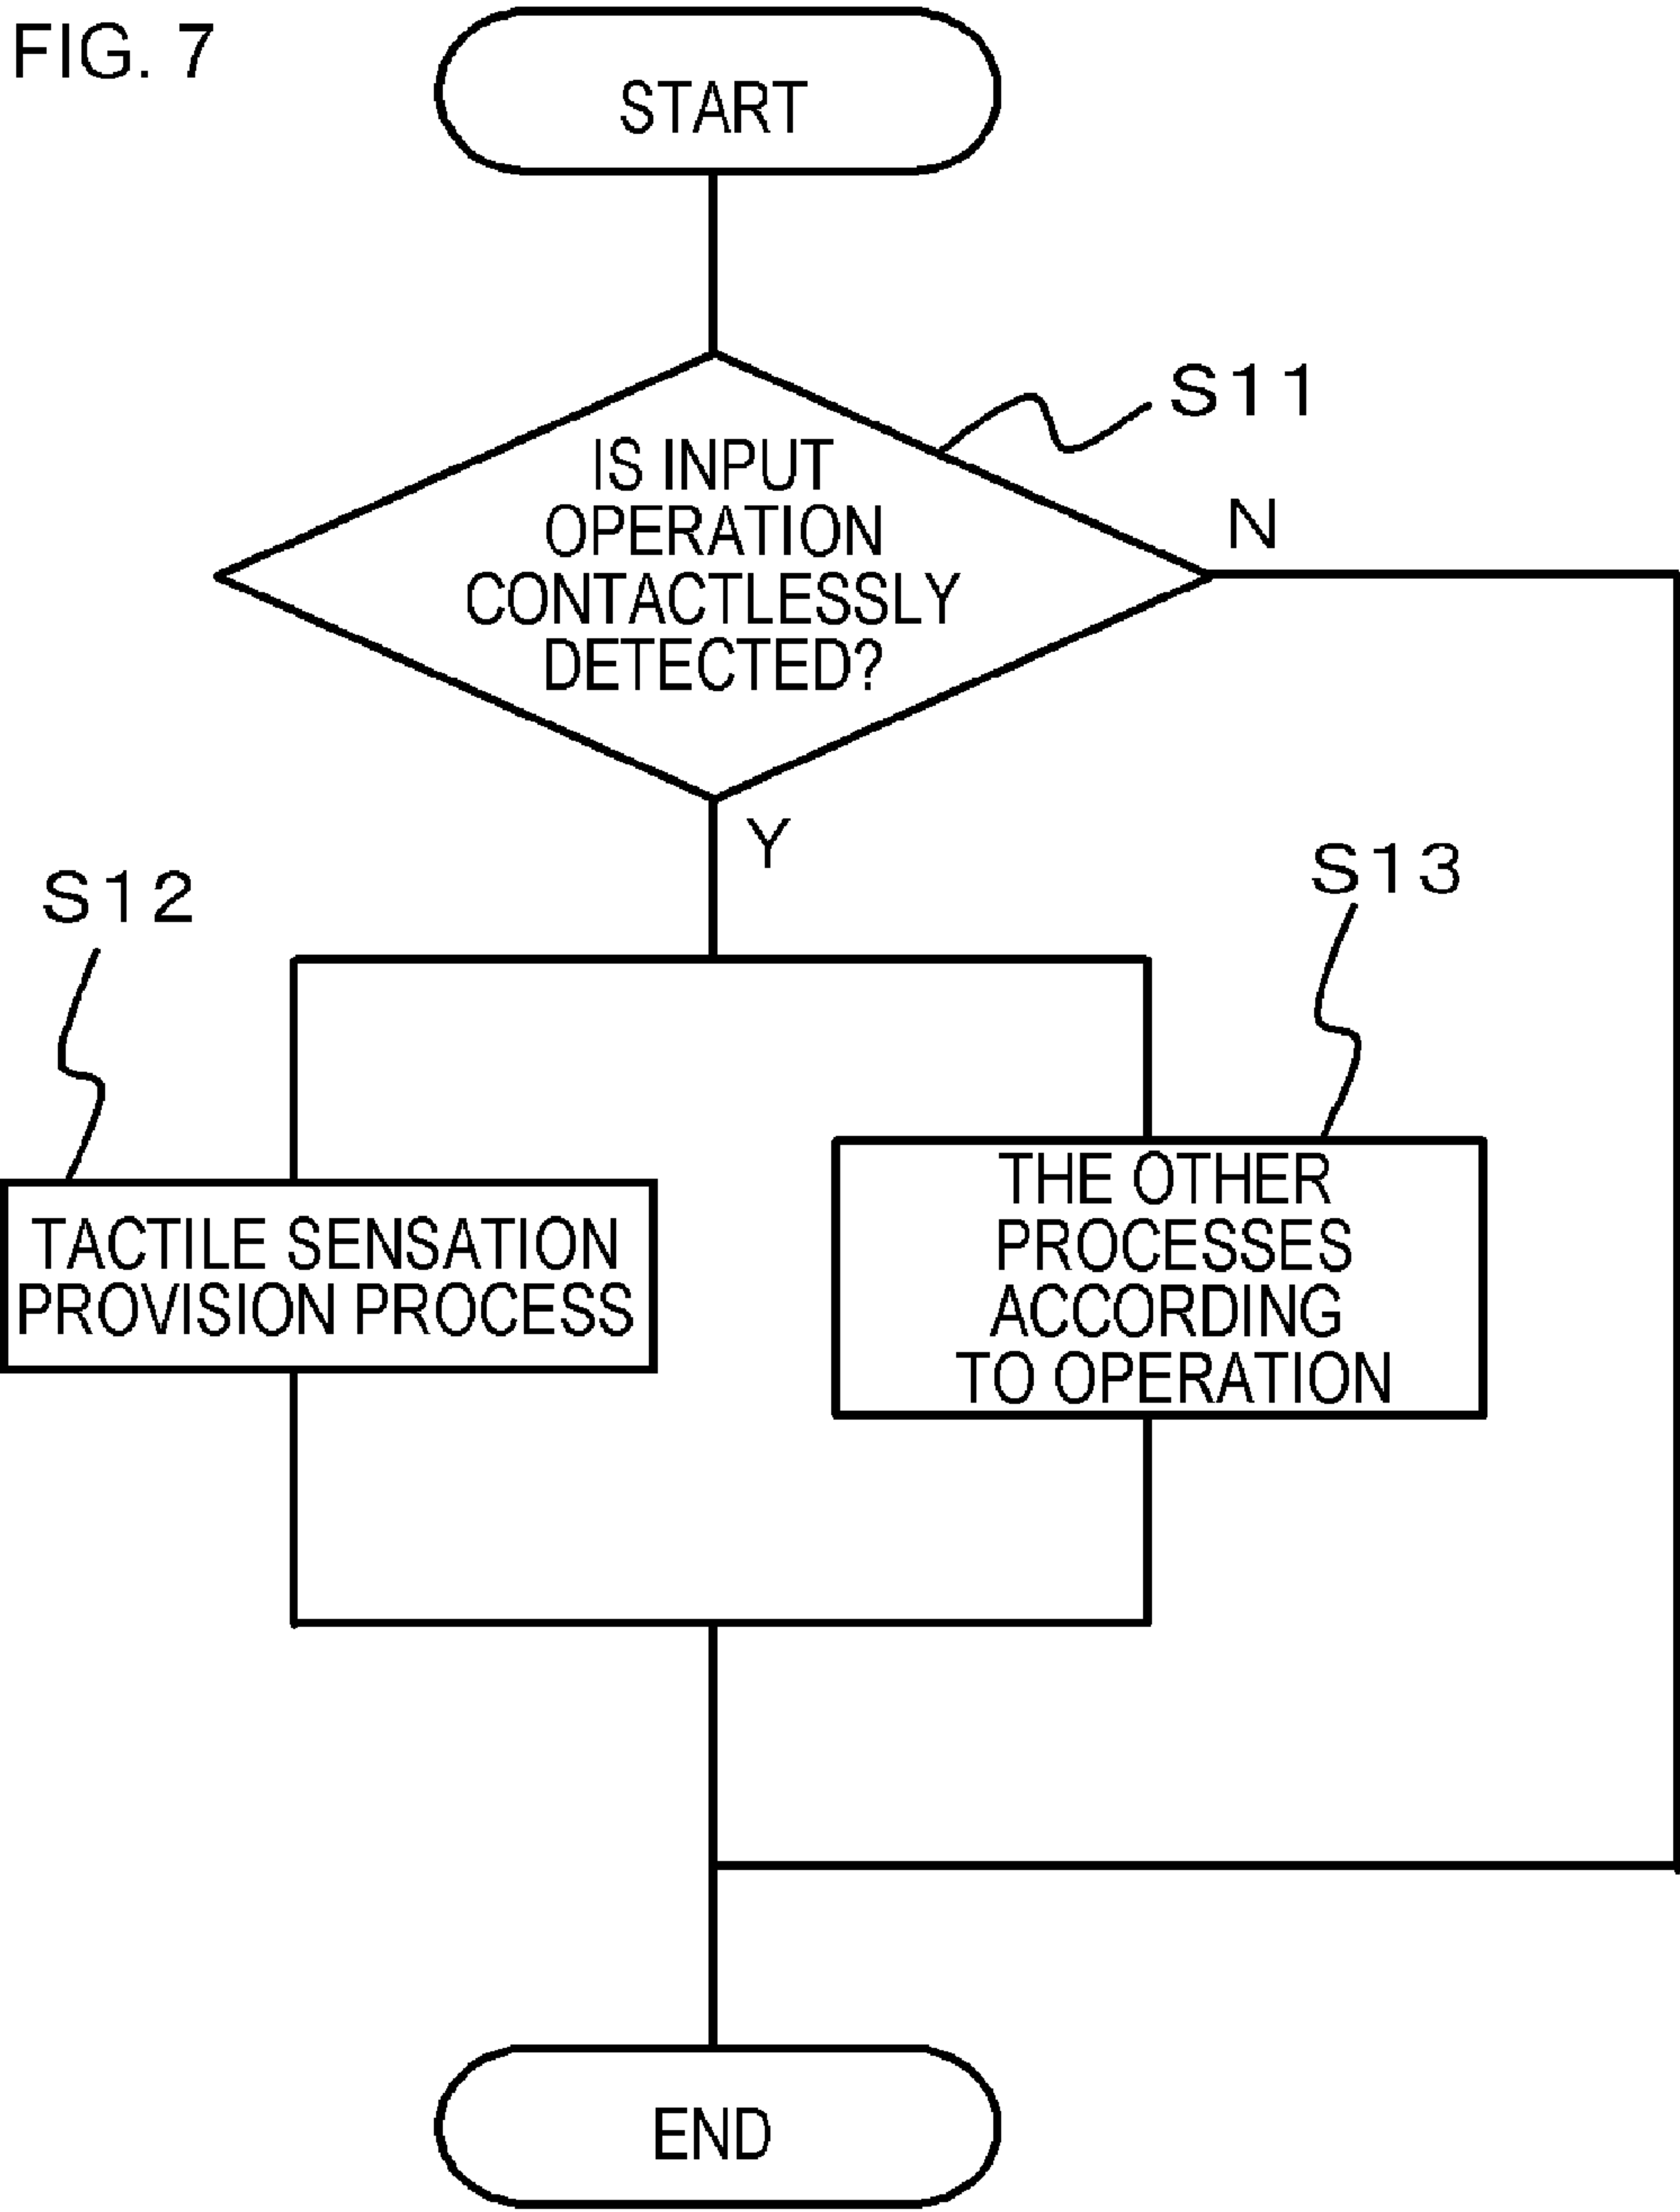 FIG. 7
START
S11
IS INPUT
OPERATION
CONTACTLESSLY
DETECTED?
N
Y
S12
S13
TACTILE SENSATION
PROVISION PROCESS
THE OTHER
PROCESSES
ACCORDING
TO OPERATION
END